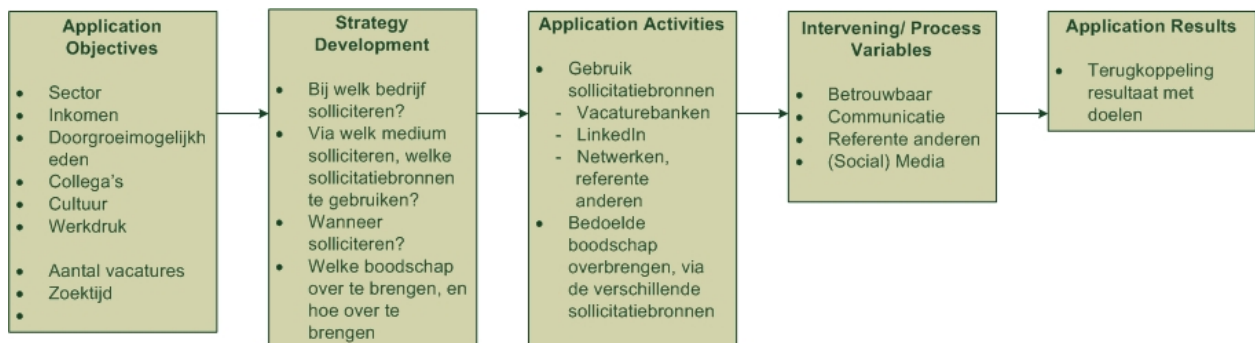 Application
Objectives
• Sector
• Inkomen
• Doorgroeimogelijkh
eden
• Collega's
• Cultuur
• Werkdruk
• Aantal vacatures
• Zoektijd
•
Strategy
Development
• Bij welk bedrijf
solliciteren?
• Via welk medium
solliciteren, welke
sollicitatiebronnen
te gebruiken?
• Wanneer
solliciteren?
• Welke boodschap
over te brengen, en
hoe over te
brengen
Application Activities
• Gebruik
sollicitatiebronnen
- Vacaturebanken
- LinkedIn
- Netwerken,
referente
anderen
• Bedoelde
boodschap
overbrengen, via
de verschillende
sollicitatiebronnen
Intervening/ Process
Variables
• Betrouwbaar
• Communicatie
• Referente anderen
• (Social) Media
Application Results
• Terugkoppeling
resultaat met
doelen